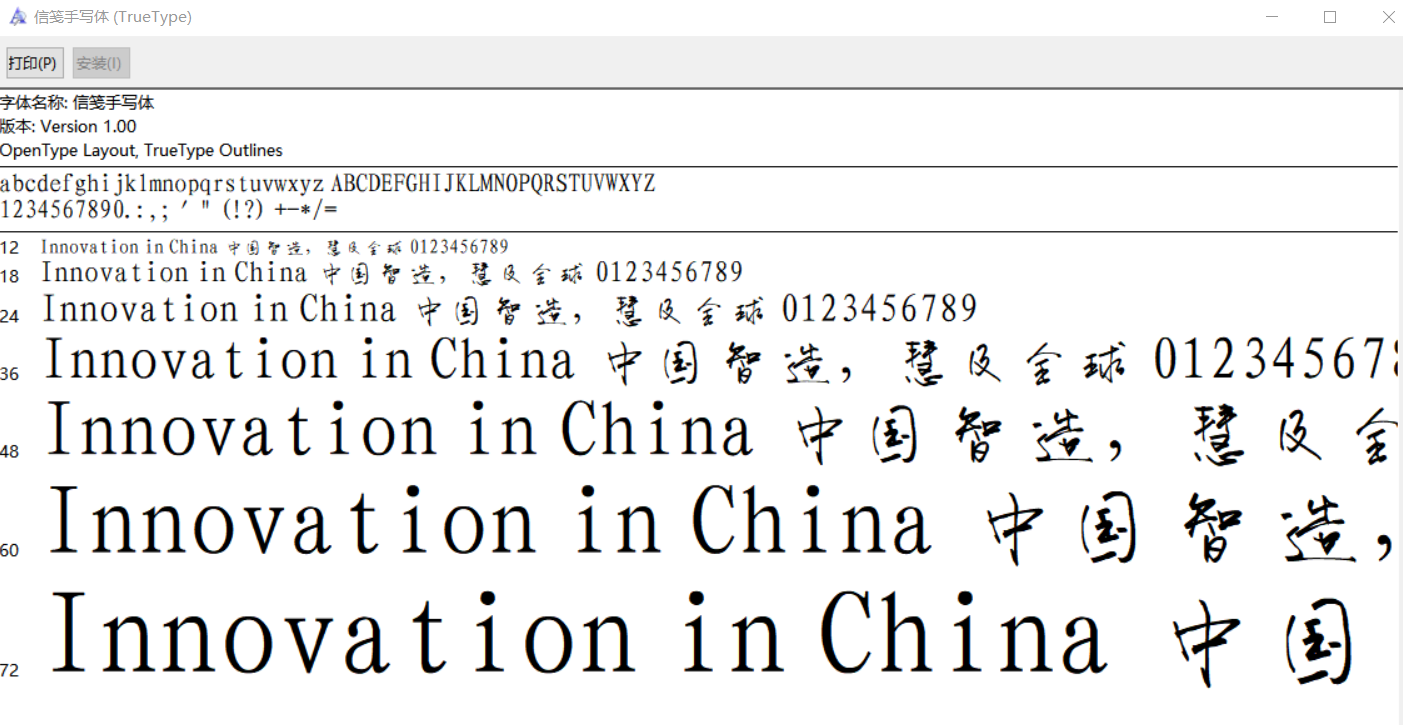 信笺手写体 (TrueType)
打印(P) 安装(I)
字体名称: 信笺手写体
版本: Version 1.00
OpenType Layout, TrueType Outlines
abcdefghijklmnopqrstuvwxyz ABCDEFGHIJKLMNOPQRSTUVWXYZ
1234567890.:,; ' " (!?) +-*/=
12 Innovation in China 中国智造，慧及全球 0123456789
18 Innovation in China 中国智造，慧及全球 0123456789
24 Innovation in China 中国智造，慧及全球 0123456789
36 Innovation in China 中国智造，慧及全球 012345678
48 Innovation in China 中国智造，慧及全
60 Innovation in China 中国智造，
72 Innovation in China 中国